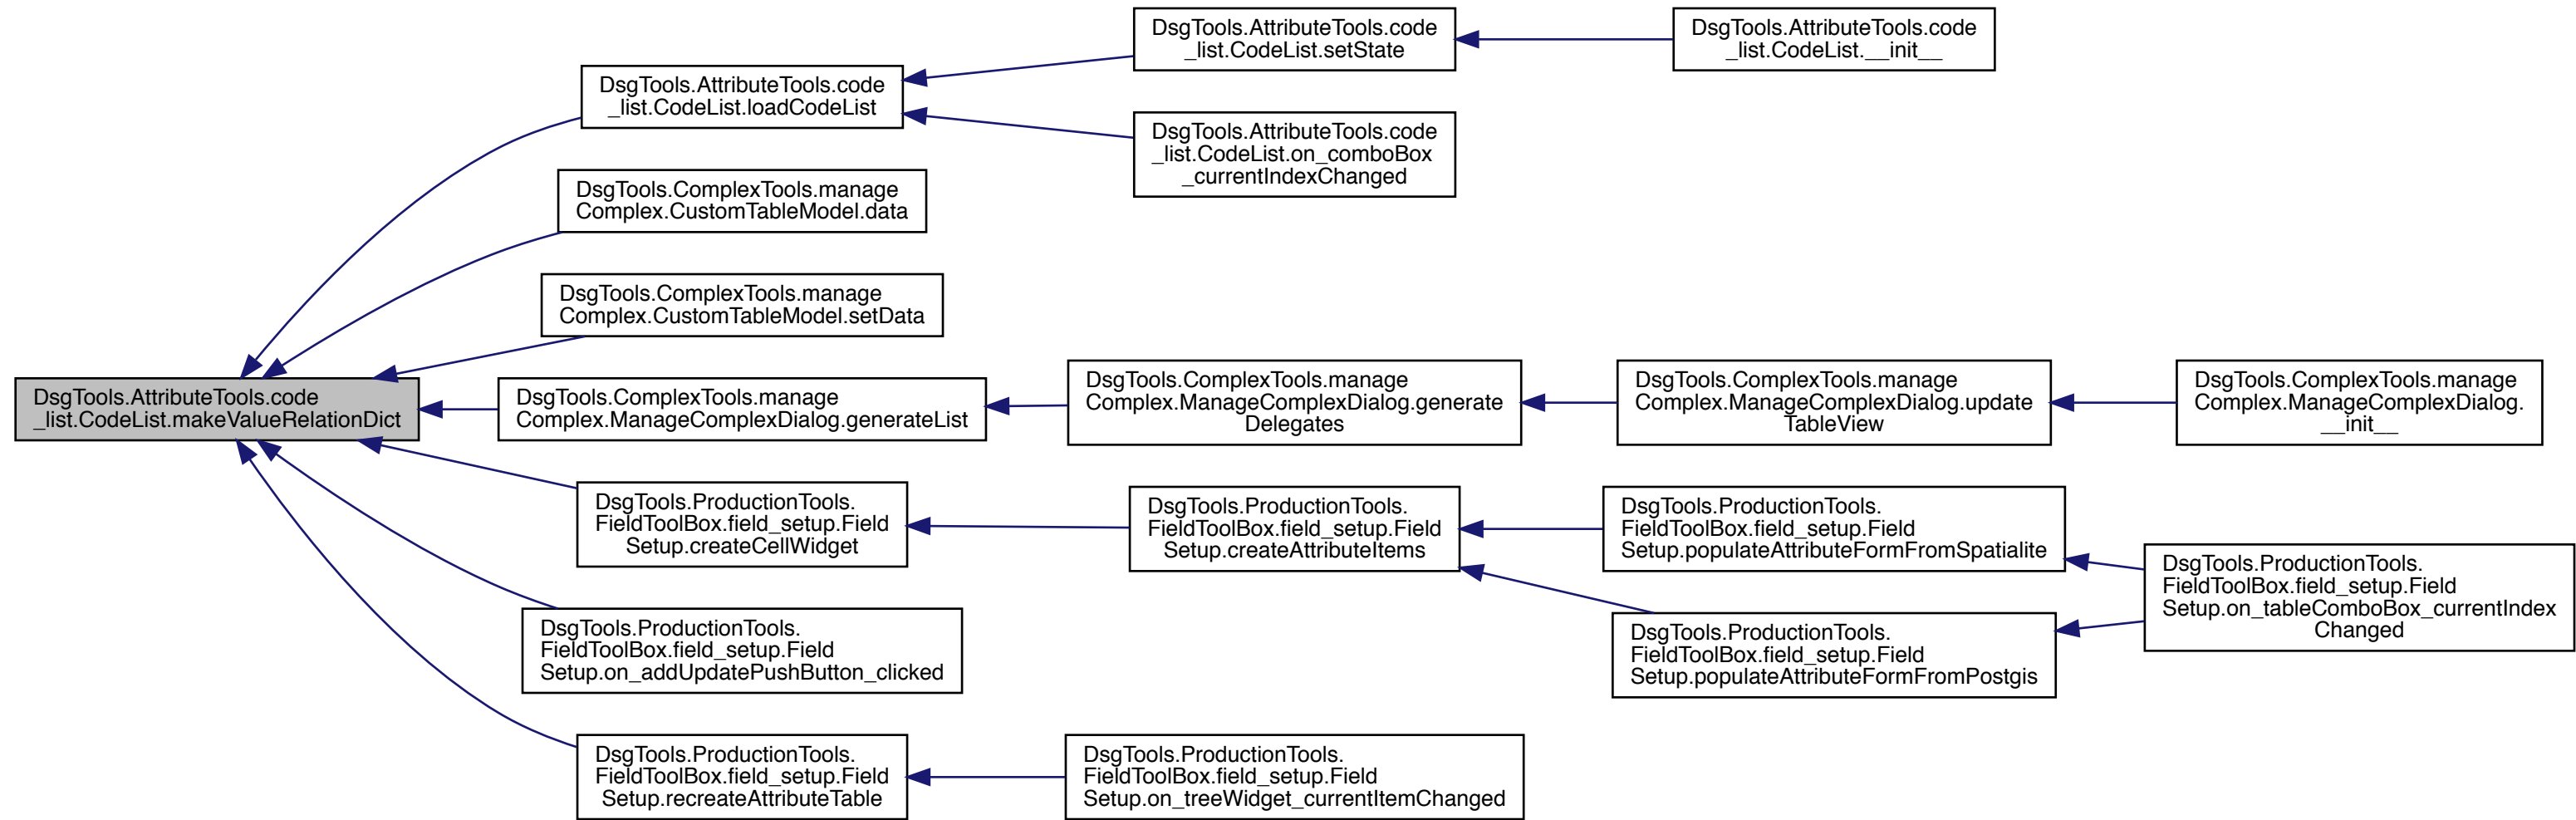 DsgTools.AttributeTools.code
_list.CodeList.makeValueRelationDict
DsgTools.AttributeTools.code
_list.CodeList.loadCodeList
DsgTools.AttributeTools.code
_list.CodeList.setState
DsgTools.AttributeTools.code
_list.CodeList.__init__
DsgTools.AttributeTools.code
_list.CodeList.on_comboBox
_currentIndexChanged
DsgTools.ComplexTools.manage
Complex.CustomTableModel.data
DsgTools.ComplexTools.manage
Complex.CustomTableModel.setData
DsgTools.ComplexTools.manage
Complex.ManageComplexDialog.generateList
DsgTools.ComplexTools.manage
Complex.ManageComplexDialog.generate
Delegates
DsgTools.ComplexTools.manage
Complex.ManageComplexDialog.update
TableView
DsgTools.ComplexTools.manage
Complex.ManageComplexDialog.
__init__
DsgTools.ProductionTools.
FieldToolBox.field_setup.Field
Setup.createCellWidget
DsgTools.ProductionTools.
FieldToolBox.field_setup.Field
Setup.createAttributeItems
DsgTools.ProductionTools.
FieldToolBox.field_setup.Field
Setup.populateAttributeFormFromSpatialite
DsgTools.ProductionTools.
FieldToolBox.field_setup.Field
Setup.on_tableComboBox_currentIndex
Changed
DsgTools.ProductionTools.
FieldToolBox.field_setup.Field
Setup.populateAttributeFormFromPostgis
DsgTools.ProductionTools.
FieldToolBox.field_setup.Field
Setup.on_addUpdatePushButton_clicked
DsgTools.ProductionTools.
FieldToolBox.field_setup.Field
Setup.recreateAttributeTable
DsgTools.ProductionTools.
FieldToolBox.field_setup.Field
Setup.on_treeWidget_currentItemChanged